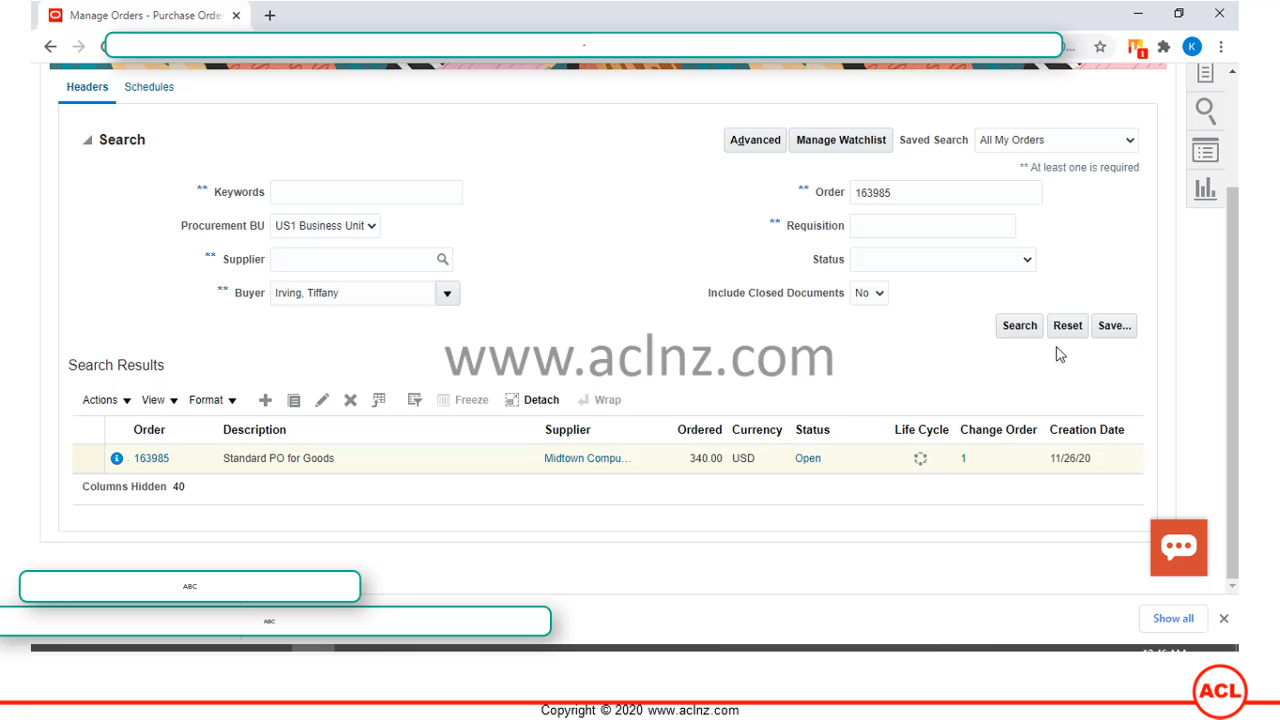 Manage Orders - Purchase Orde
0...
K
1
Headers Schedules
Search
Advanced Manage Watchlist Saved Search All My Orders
** At least one is required
** Keywords
** Order 163985
Procurement BU US1 Business Unit
** Requisition
** Supplier
Status
** Buyer Irving, Tiffany
Include Closed Documents No
Search Reset Save...
www.aclnz.com
Search Results
Actions View Format Freeze Detach Wrap
Order Description Supplier Ordered Currency Status Life Cycle Change Order Creation Date
163985 Standard PO for Goods Midtown Compu... 340.00 USD Open 1 11/26/20
Columns Hidden 40
ABC
ABC
Show all
ACL
Copyright © 2020 www.aclnz.com